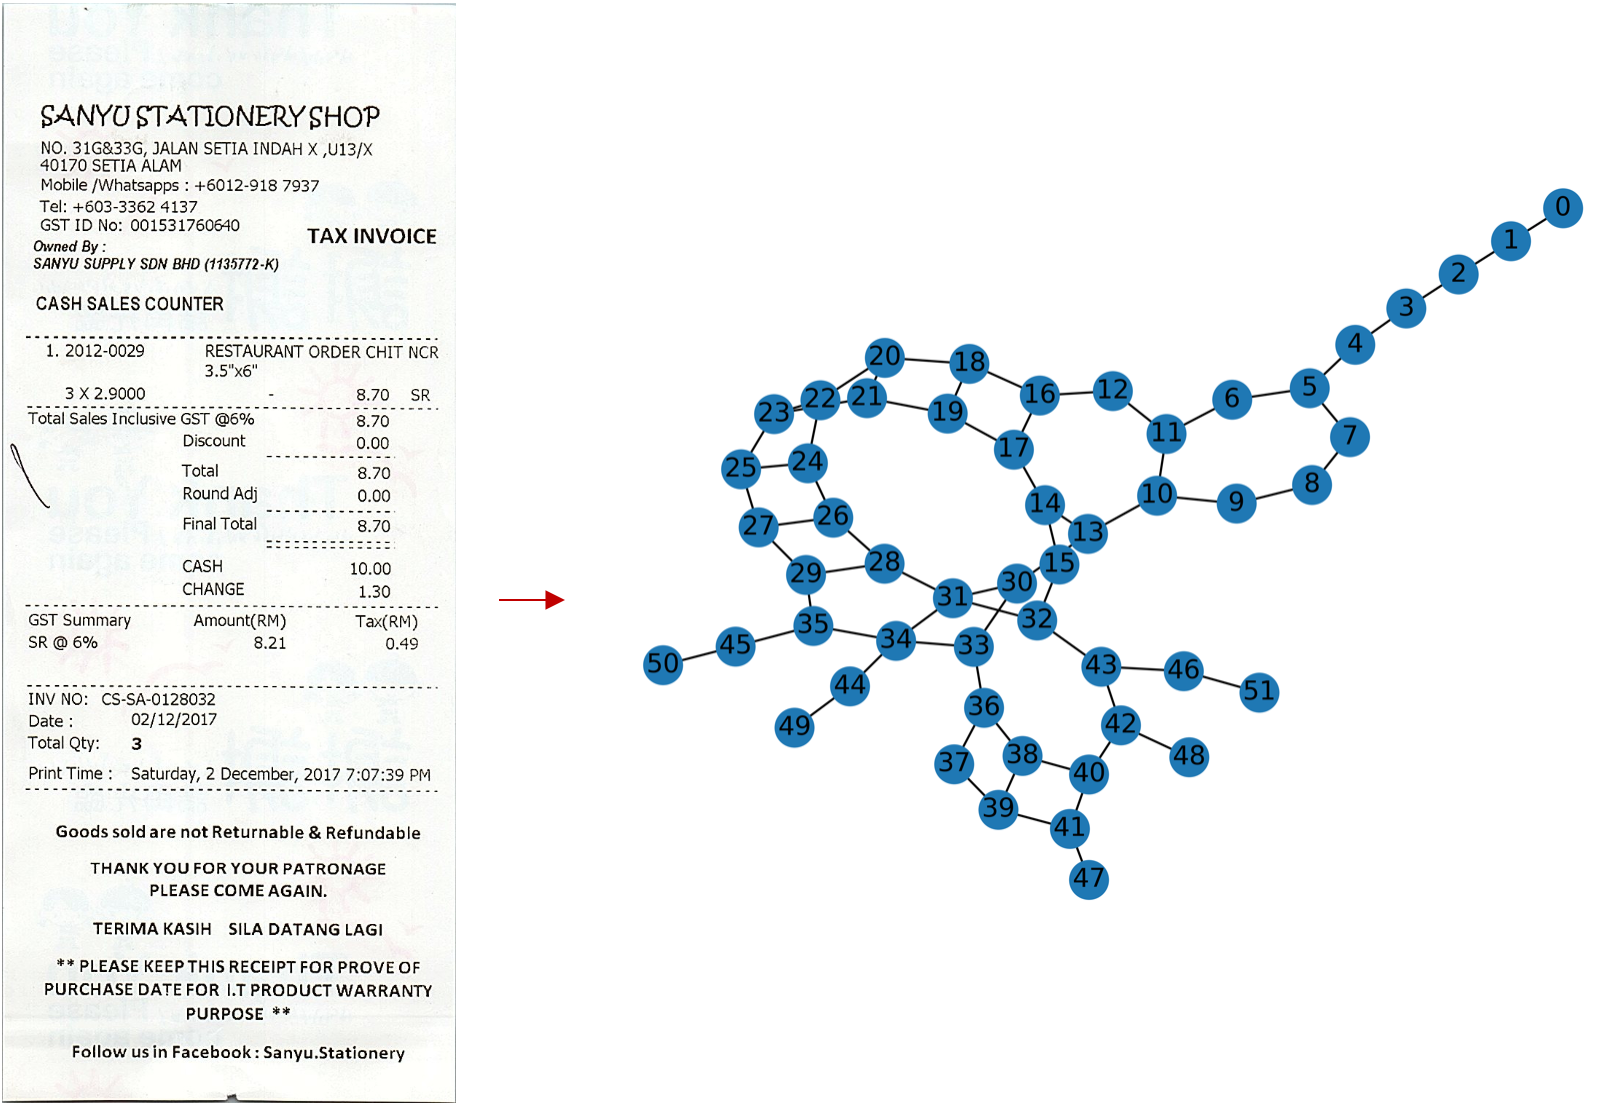 SANYU STATIONERY SHOP
NO. 31G&33G, JALAN SETIA INDAH X ,U13/X
40170 SETIA ALAM
Mobile /Whatsapps : +6012-918 7937
Tel: +603-3362 4137
GST ID No: 001531760640
TAX INVOICE
Owned By :
SANYU SUPPLY SDN BHD (1135772-K)
CASH SALES COUNTER
1. 2012-0029 RESTAURANT ORDER CHIT NCR
3.5"x6"
3 X 2.9000 - 8.70 SR
Total Sales Inclusive GST @6% 8.70
Discount 0.00
Total 8.70
Round Adj 0.00
Final Total 8.70
CASH 10.00
CHANGE 1.30
GST Summary Amount(RM) Tax(RM)
SR @ 6% 8.21 0.49
INV NO: CS-SA-0128032
Date : 02/12/2017
Total Qty: 3
Print Time : Saturday, 2 December, 2017 7:07:39 PM
Goods sold are not Returnable & Refundable
THANK YOU FOR YOUR PATRONAGE
PLEASE COME AGAIN.
TERIMA KASIH SILA DATANG LAGI
** PLEASE KEEP THIS RECEIPT FOR PROVE OF
PURCHASE DATE FOR I.T PRODUCT WARRANTY
PURPOSE **
Follow us in Facebook : Sanyu.Stationery
0
1
2
3
4
5
6
7
8
9
10
11
12
13
14
15
16
17
18
19
20
21
22
23
24
25
26
27
28
29
30
31
32
33
34
35
36
37
38
39
40
41
42
43
44
45
46
47
48
49
50
51